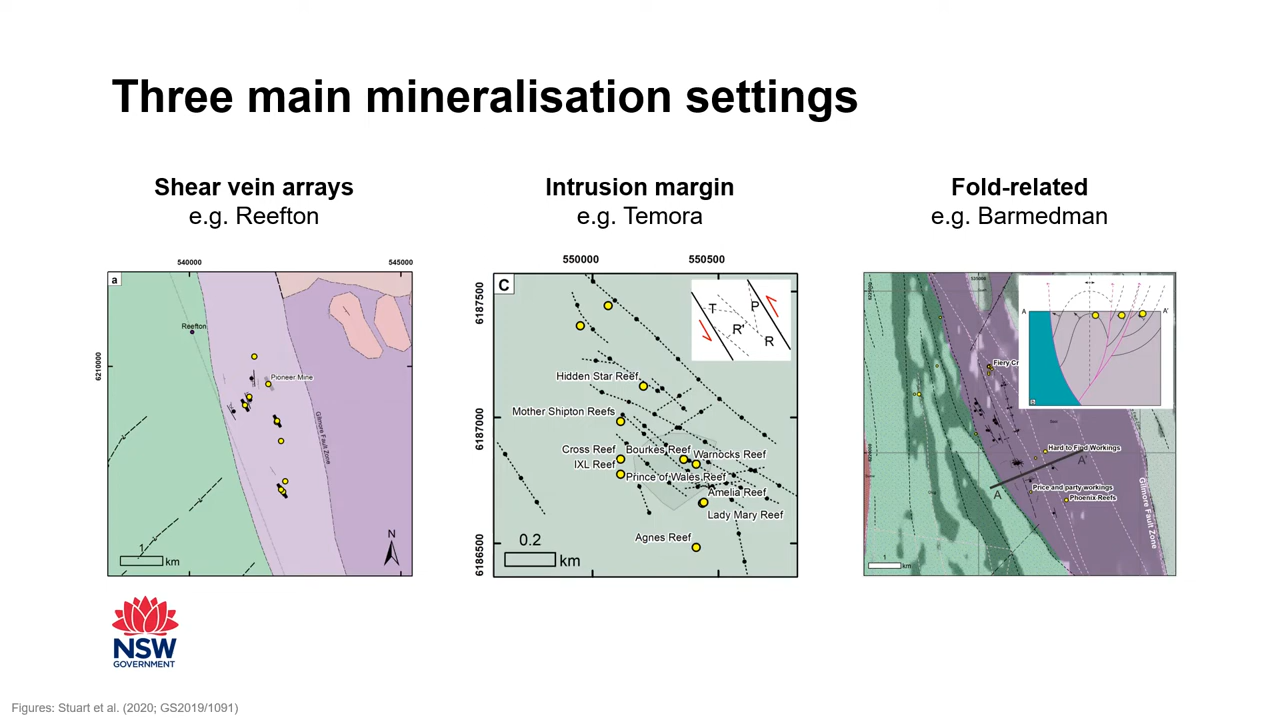 Three main mineralisation settings
Shear vein arrays
e.g. Reefton
Intrusion margin
e.g. Temora
Fold-related
e.g. Barmedman
540000
545000
a
Reefton
6210000
Pioneer Mine
Gilmore Fault Zone
N
1
km
550000
550500
C
6187500
T
P
R'
R
Hidden Star Reef
Mother Shipton Reefs
6187000
Cross Reef
Bourkes Reef
Warnocks Reef
IXL Reef
Prince of Wales Reef
Amelia Reef
Lady Mary Reef
Agnes Reef
0.2
km
6186500
A
A'
Fiery Cr
Hard to Find Workings
A'
A
Price and party workings
Phoenix Reefs
Gilmore Fault Zone
1
km
NSW
GOVERNMENT
Figures: Stuart et al. (2020; GS2019/1091)